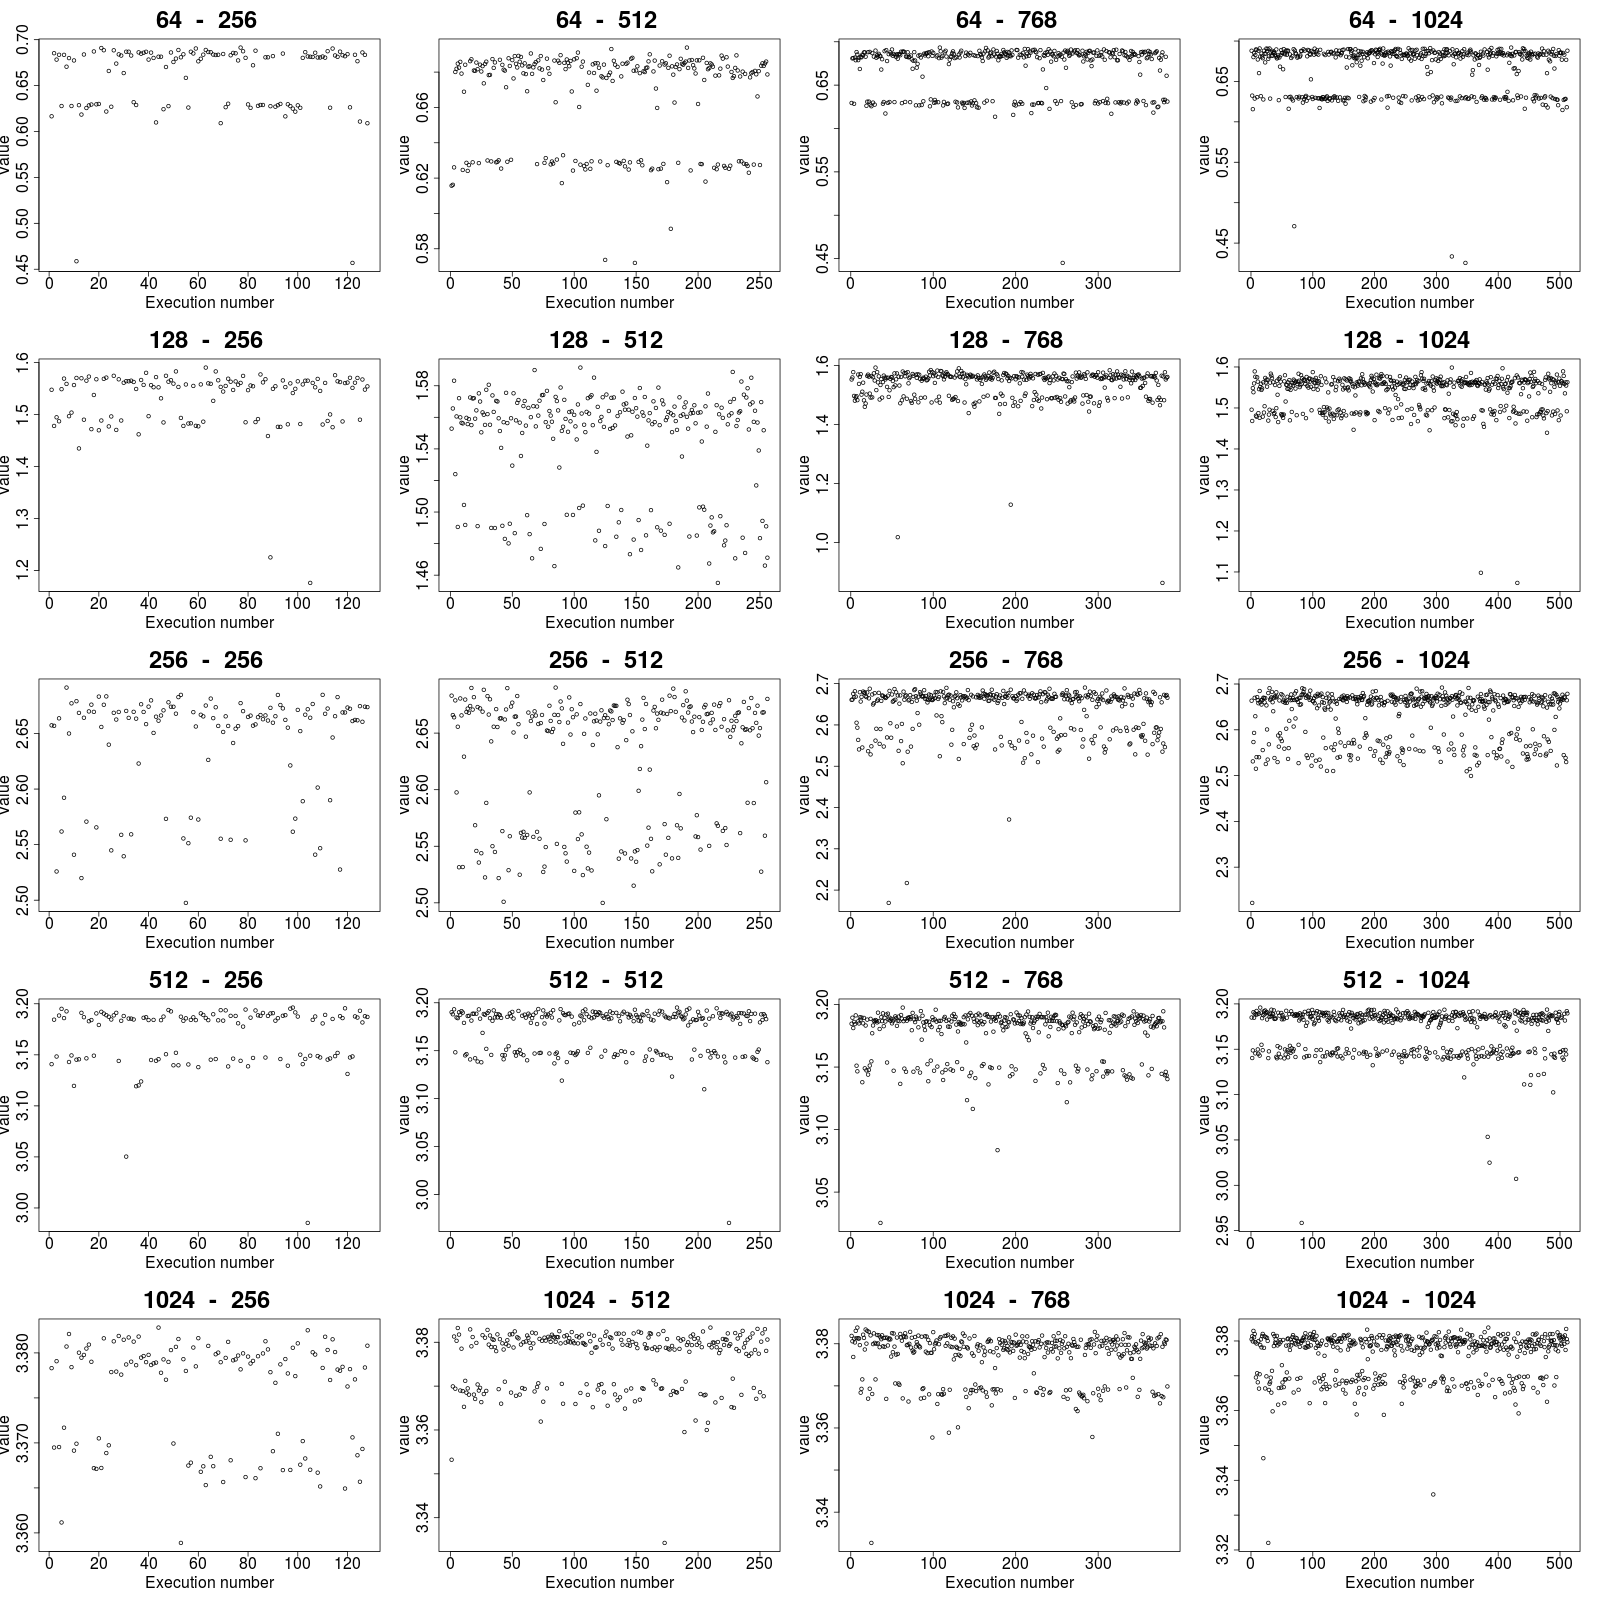 64 - 256
0.45 0.50 0.55 0.60 0.65 0.70
value
0 20 40 60 80 100 120
Execution number
64 - 512
0.58 0.62 0.66
value
0 50 100 150 200 250
Execution number
64 - 768
0.45 0.55 0.65
value
0 100 200 300
Execution number
64 - 1024
0.45 0.55 0.65
value
0 100 200 300 400 500
Execution number
128 - 256
1.2 1.3 1.4 1.5 1.6
value
0 20 40 60 80 100 120
Execution number
128 - 512
1.46 1.50 1.54 1.58
value
0 50 100 150 200 250
Execution number
128 - 768
1.0 1.2 1.4 1.6
value
0 100 200 300
Execution number
128 - 1024
1.1 1.2 1.3 1.4 1.5 1.6
value
0 100 200 300 400 500
Execution number
256 - 256
2.50 2.55 2.60 2.65
value
0 20 40 60 80 100 120
Execution number
256 - 512
2.50 2.55 2.60 2.65
value
0 50 100 150 200 250
Execution number
256 - 768
2.2 2.3 2.4 2.5 2.6 2.7
value
0 100 200 300
Execution number
256 - 1024
2.3 2.4 2.5 2.6 2.7
value
0 100 200 300 400 500
Execution number
512 - 256
3.00 3.05 3.10 3.15 3.20
value
0 20 40 60 80 100 120
Execution number
512 - 512
3.00 3.05 3.10 3.15 3.20
value
0 50 100 150 200 250
Execution number
512 - 768
3.05 3.10 3.15 3.20
value
0 100 200 300
Execution number
512 - 1024
2.95 3.00 3.05 3.10 3.15 3.20
value
0 100 200 300 400 500
Execution number
1024 - 256
3.360 3.370 3.380
value
0 20 40 60 80 100 120
Execution number
1024 - 512
3.34 3.36 3.38
value
0 50 100 150 200 250
Execution number
1024 - 768
3.34 3.36 3.38
value
0 100 200 300
Execution number
1024 - 1024
3.32 3.34 3.36 3.38
value
0 100 200 300 400 500
Execution number